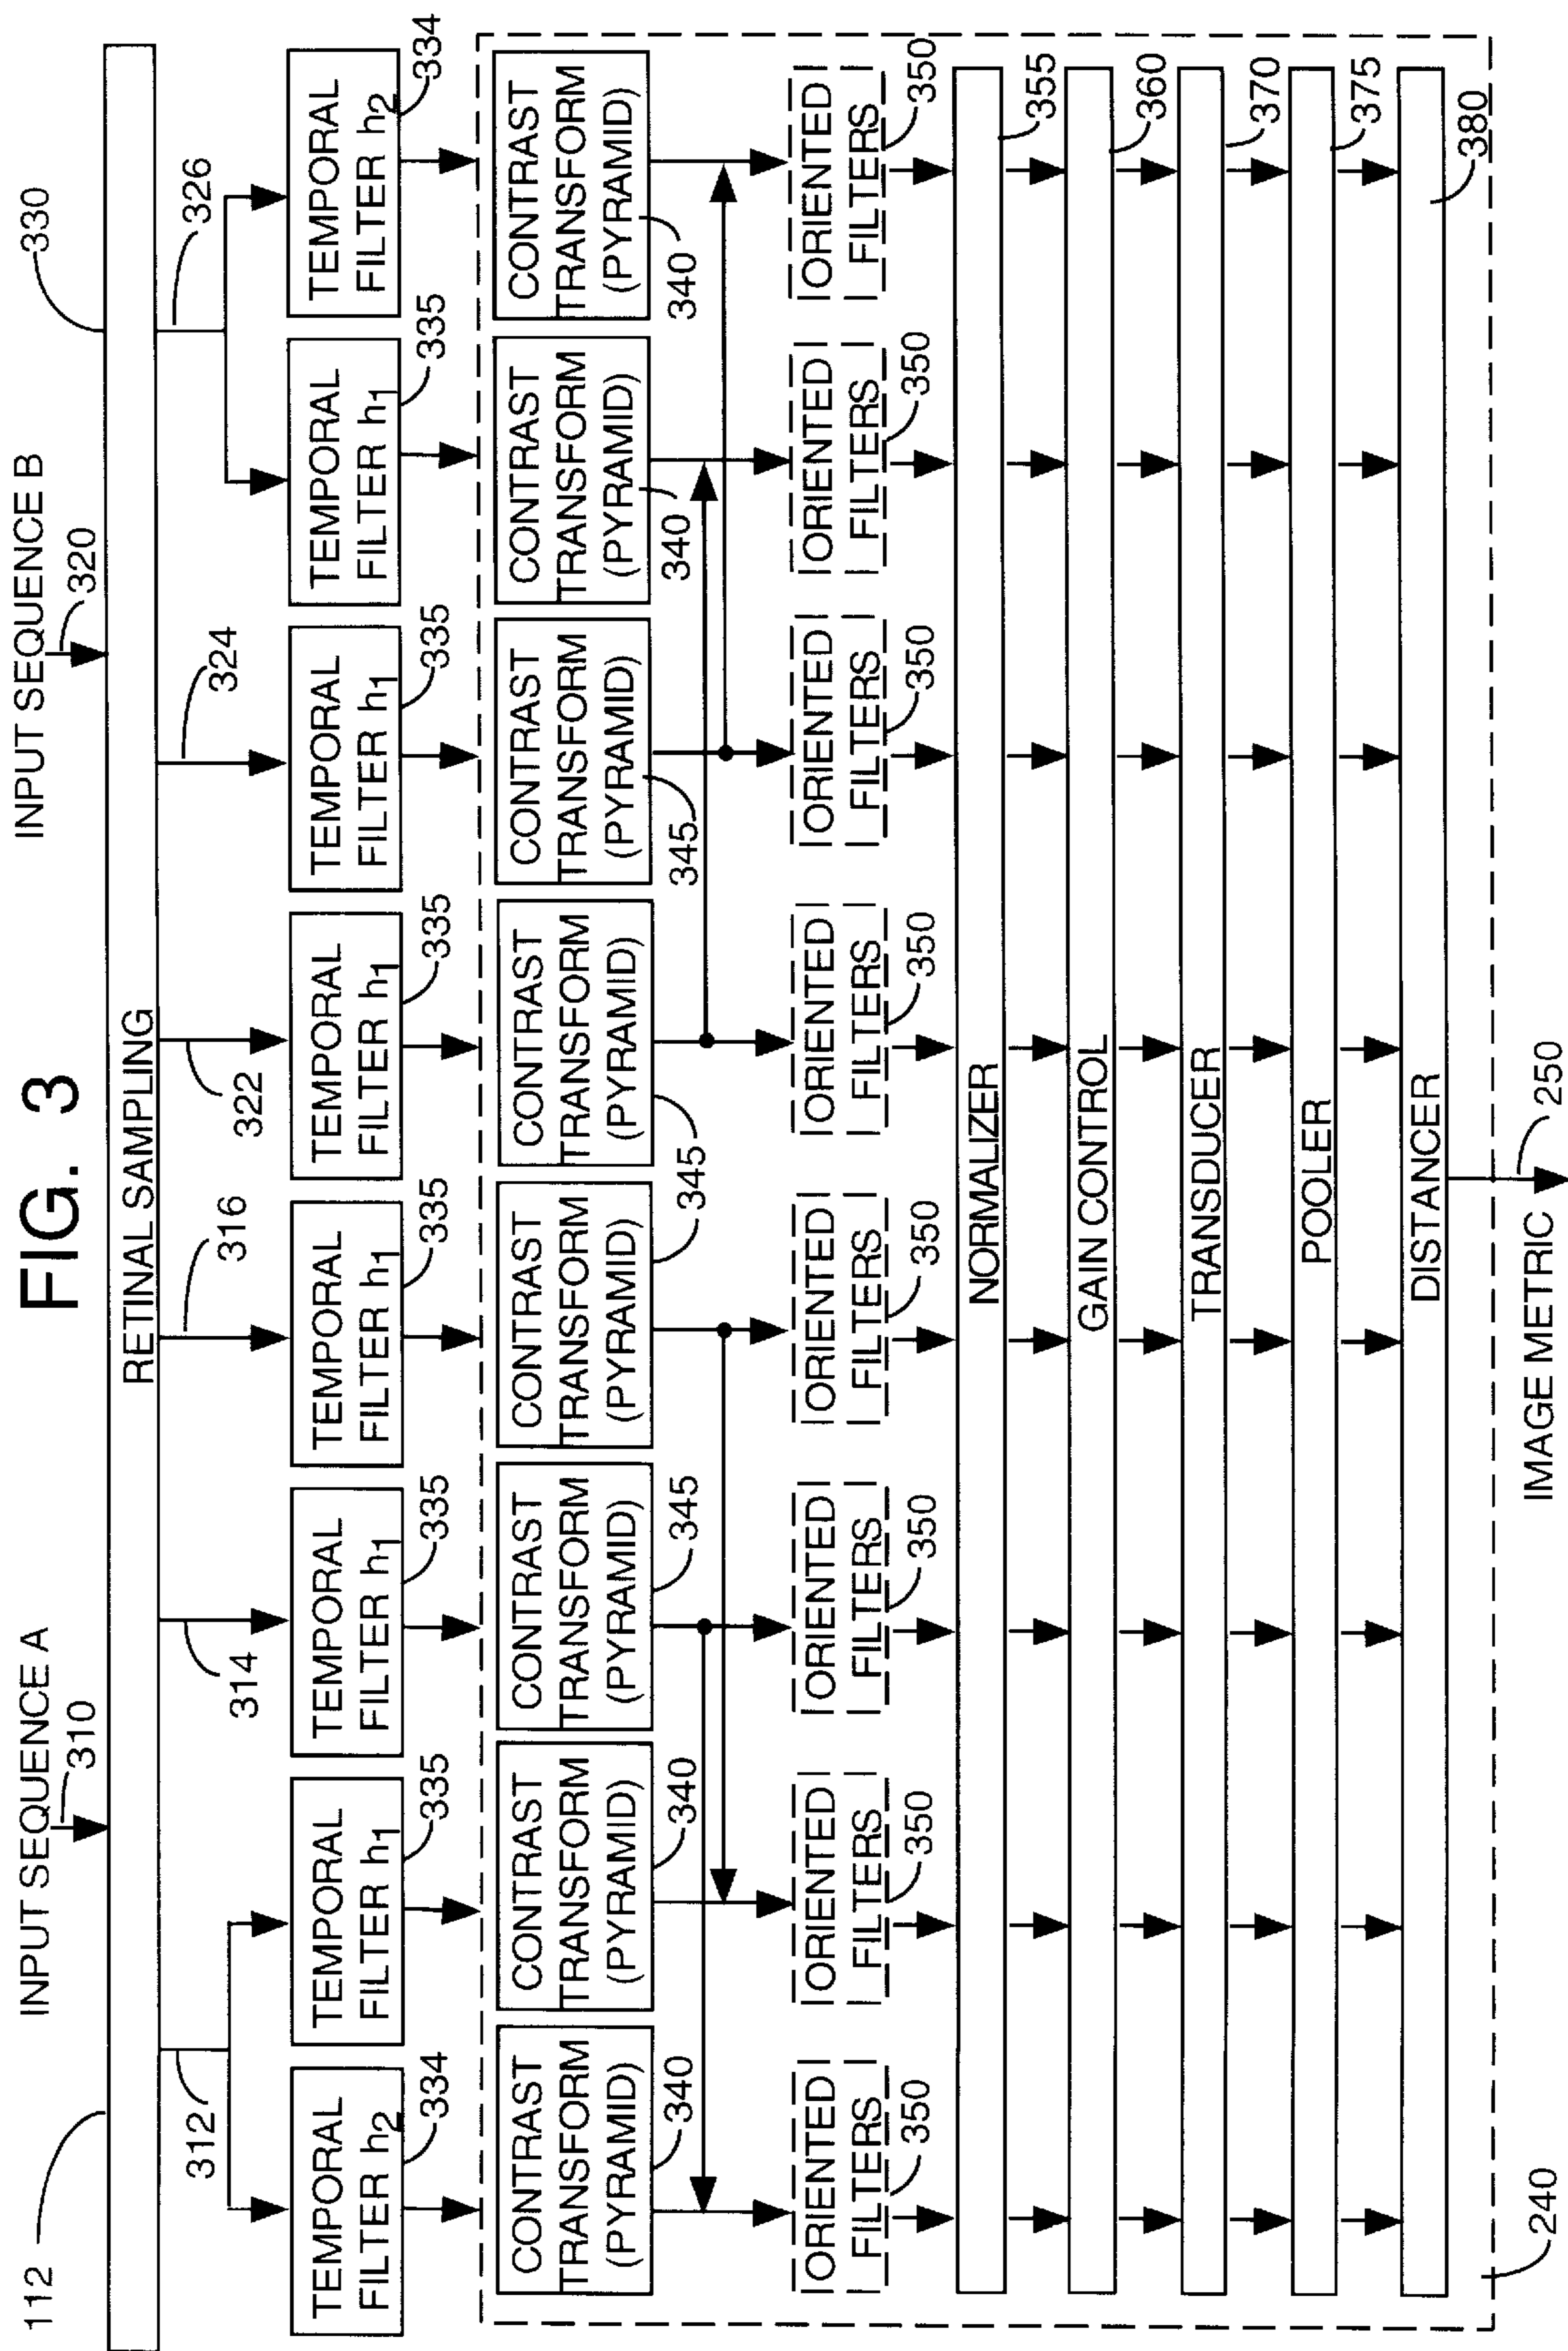 FIG. 3
112
INPUT SEQUENCE A
310
INPUT SEQUENCE B
320
330
RETINAL SAMPLING
312
314
316
322
324
326
TEMPORAL
FILTER h2
334
TEMPORAL
FILTER h1
335
TEMPORAL
FILTER h1
335
TEMPORAL
FILTER h1
335
TEMPORAL
FILTER h1
335
TEMPORAL
FILTER h1
335
TEMPORAL
FILTER h1
335
TEMPORAL
FILTER h2
334
CONTRAST
TRANSFORM
(PYRAMID)
340
CONTRAST
TRANSFORM
(PYRAMID)
340
CONTRAST
TRANSFORM
(PYRAMID)
345
CONTRAST
TRANSFORM
(PYRAMID)
345
CONTRAST
TRANSFORM
(PYRAMID)
345
CONTRAST
TRANSFORM
(PYRAMID)
345
CONTRAST
TRANSFORM
(PYRAMID)
340
CONTRAST
TRANSFORM
(PYRAMID)
340
ORIENTED
FILTERS
350
ORIENTED
FILTERS
350
ORIENTED
FILTERS
350
ORIENTED
FILTERS
350
ORIENTED
FILTERS
350
ORIENTED
FILTERS
350
ORIENTED
FILTERS
350
ORIENTED
FILTERS
350
NORMALIZER
355
GAIN CONTROL
360
TRANSDUCER
370
POOLER
375
DISTANCER
380
240
IMAGE METRIC
250